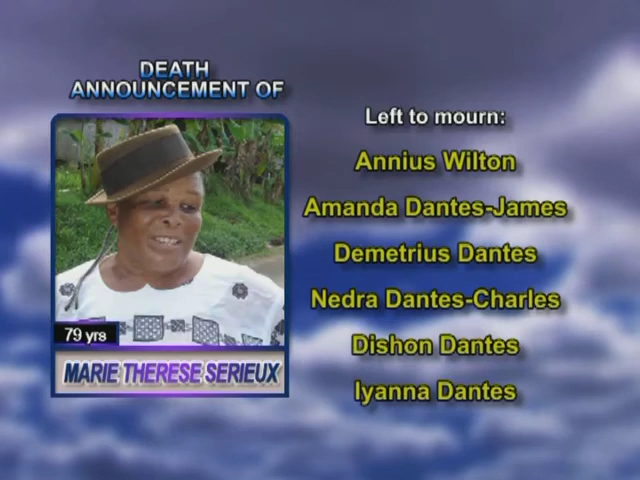 DEATH
ANNOUNCEMENT OF
79 yrs
MARIE THERESE SERIEUX
Left to mourn:
Annius Wilton
Amanda Dantes-James
Demetrius Dantes
Nedra Dantes-Charles
Dishon Dantes
Iyanna Dantes